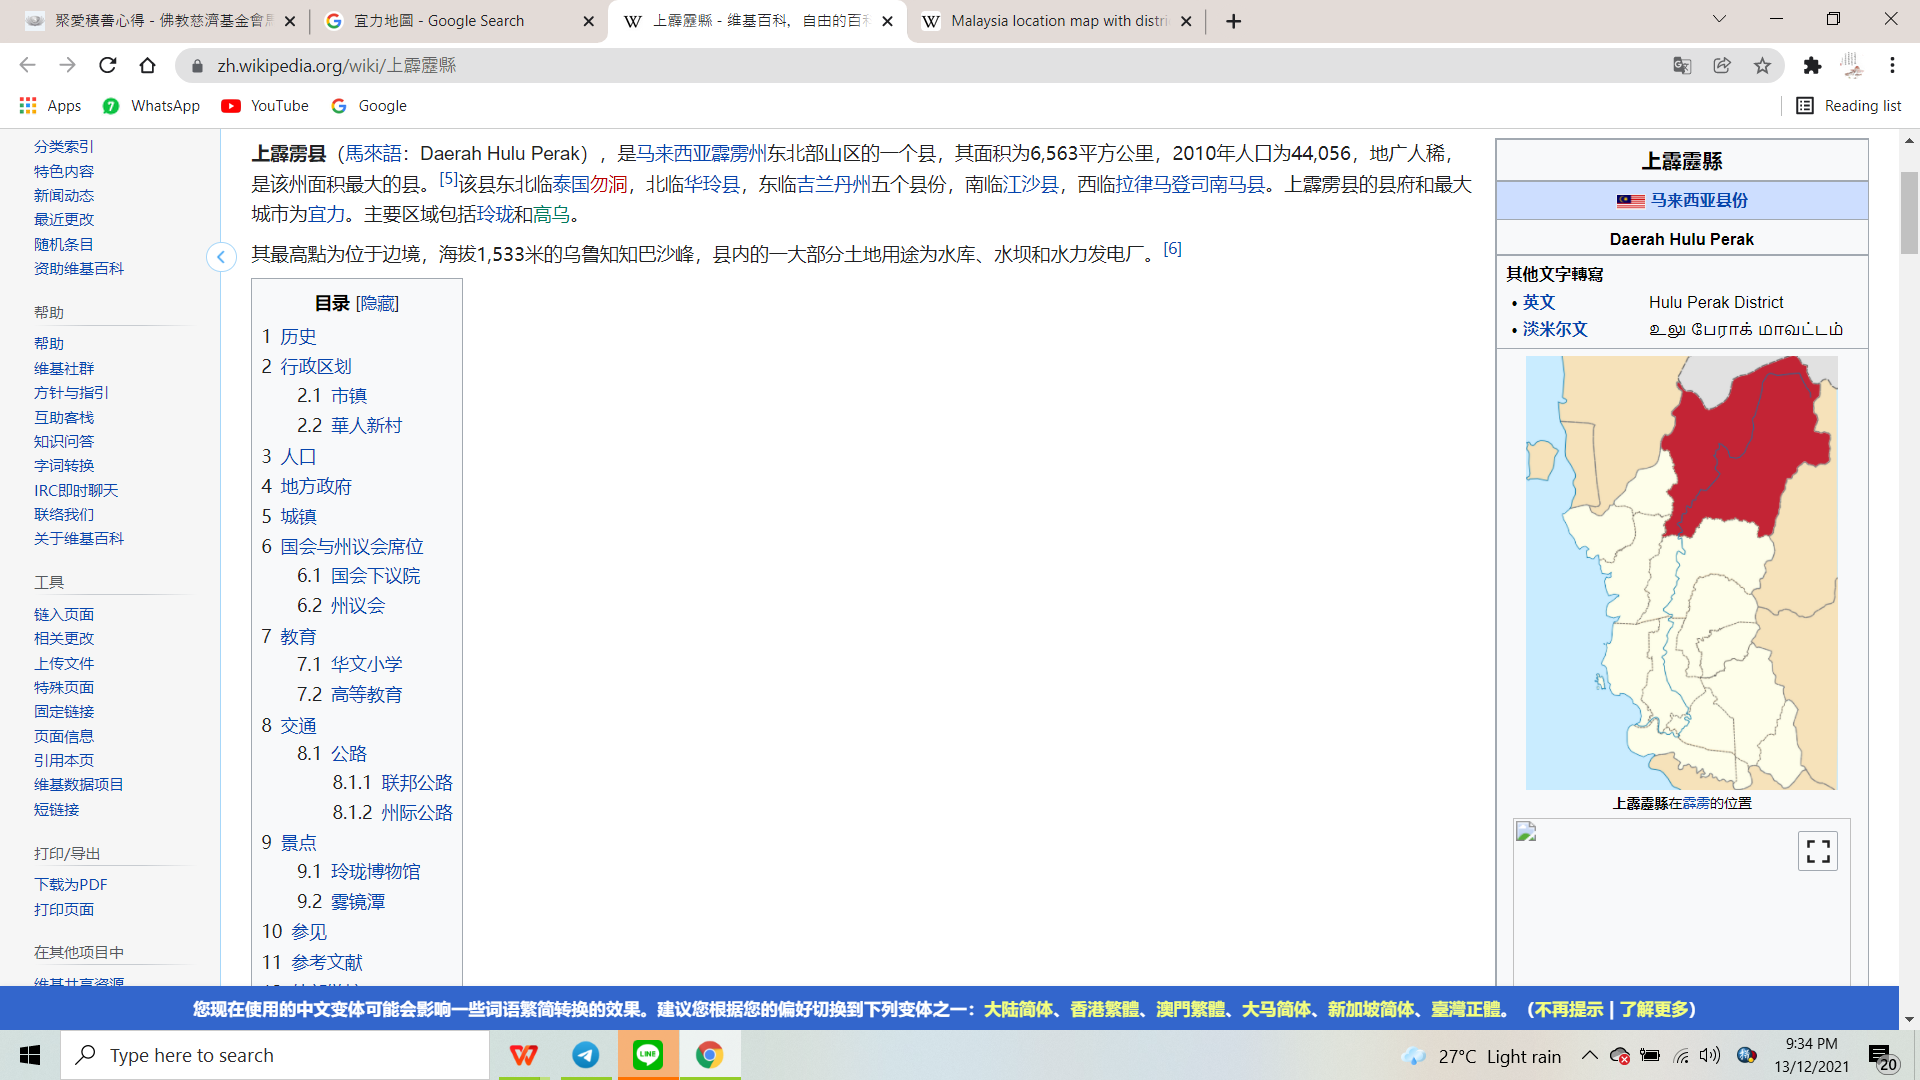 聚愛積善心得 - 佛教慈濟基金會
宜力地圖 - Google Search
上霹靂縣 - 维基百科，自由的百科
Malaysia location map with distri
zh.wikipedia.org/wiki/上霹靂縣
Apps
WhatsApp
YouTube
Google
Reading list
分类索引
特色内容
新闻动态
最近更改
随机条目
资助维基百科
帮助
帮助
维基社群
方针与指引
互助客栈
知识问答
字词转换
IRC即时聊天
联络我们
关于维基百科
工具
链入页面
相关更改
上传文件
特殊页面
固定链接
页面信息
引用本页
维基数据项目
短链接
打印/导出
下载为PDF
打印页面
在其他项目中
维基共享资源
上霹雳县（馬來語：Daerah Hulu Perak），是马来西亚霹雳州东北部山区的一个县，其面积为6,563平方公里，2010年人口为44,056，地广人稀，
是该州面积最大的县。[5]该县东北临泰国勿洞，北临华玲县，东临吉兰丹州五个县份，南临江沙县，西临拉律马登司南马县。上霹雳县的县府和最大
城市为宜力。主要区域包括玲珑和高乌。
其最高點为位于边境，海拔1,533米的乌鲁知知巴沙峰，县内的一大部分土地用途为水库、水坝和水力发电厂。[6]
目录 [隐藏]
1 历史
2 行政区划
2.1 市镇
2.2 華人新村
3 人口
4 地方政府
5 城镇
6 国会与州议会席位
6.1 国会下议院
6.2 州议会
7 教育
7.1 华文小学
7.2 高等教育
8 交通
8.1 公路
8.1.1 联邦公路
8.1.2 州际公路
9 景点
9.1 玲珑博物馆
9.2 雾镜潭
10 参见
11 参考文献
上霹靂縣
马来西亚县份
Daerah Hulu Perak
其他文字轉寫
• 英文 Hulu Perak District
• 淡米尔文 உலு பேராக் மாவட்டம்
上霹靂縣在霹雳的位置
您现在使用的中文变体可能会影响一些词语繁简转换的效果。建议您根据您的偏好切换到下列变体之一：大陆简体、香港繁體、澳門繁體、大马简体、新加坡简体、臺灣正體。（不再提示 | 了解更多）
Type here to search
LINE
27°C Light rain
9:34 PM
13/12/2021
20